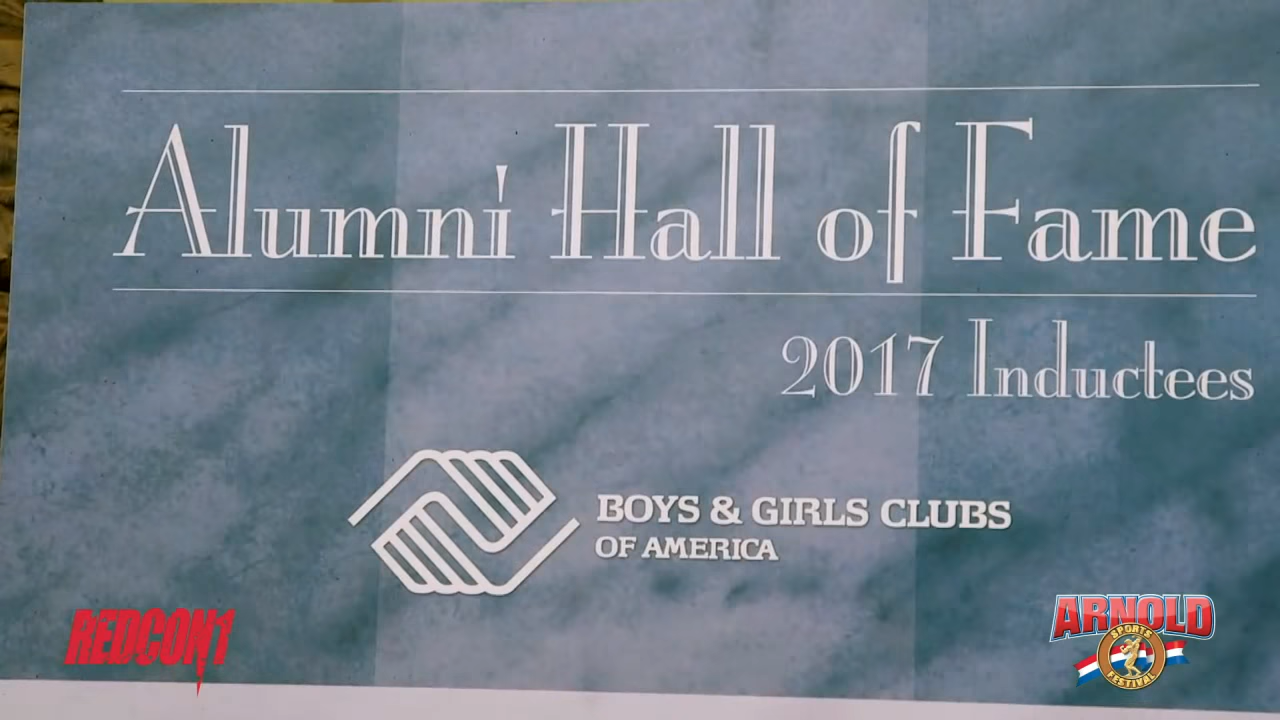 Alumni Hall of Fame
2017 Inductees
BOYS & GIRLS CLUBS
OF AMERICA
REDCON1
ARNOLD
SPORTS
FESTIVAL